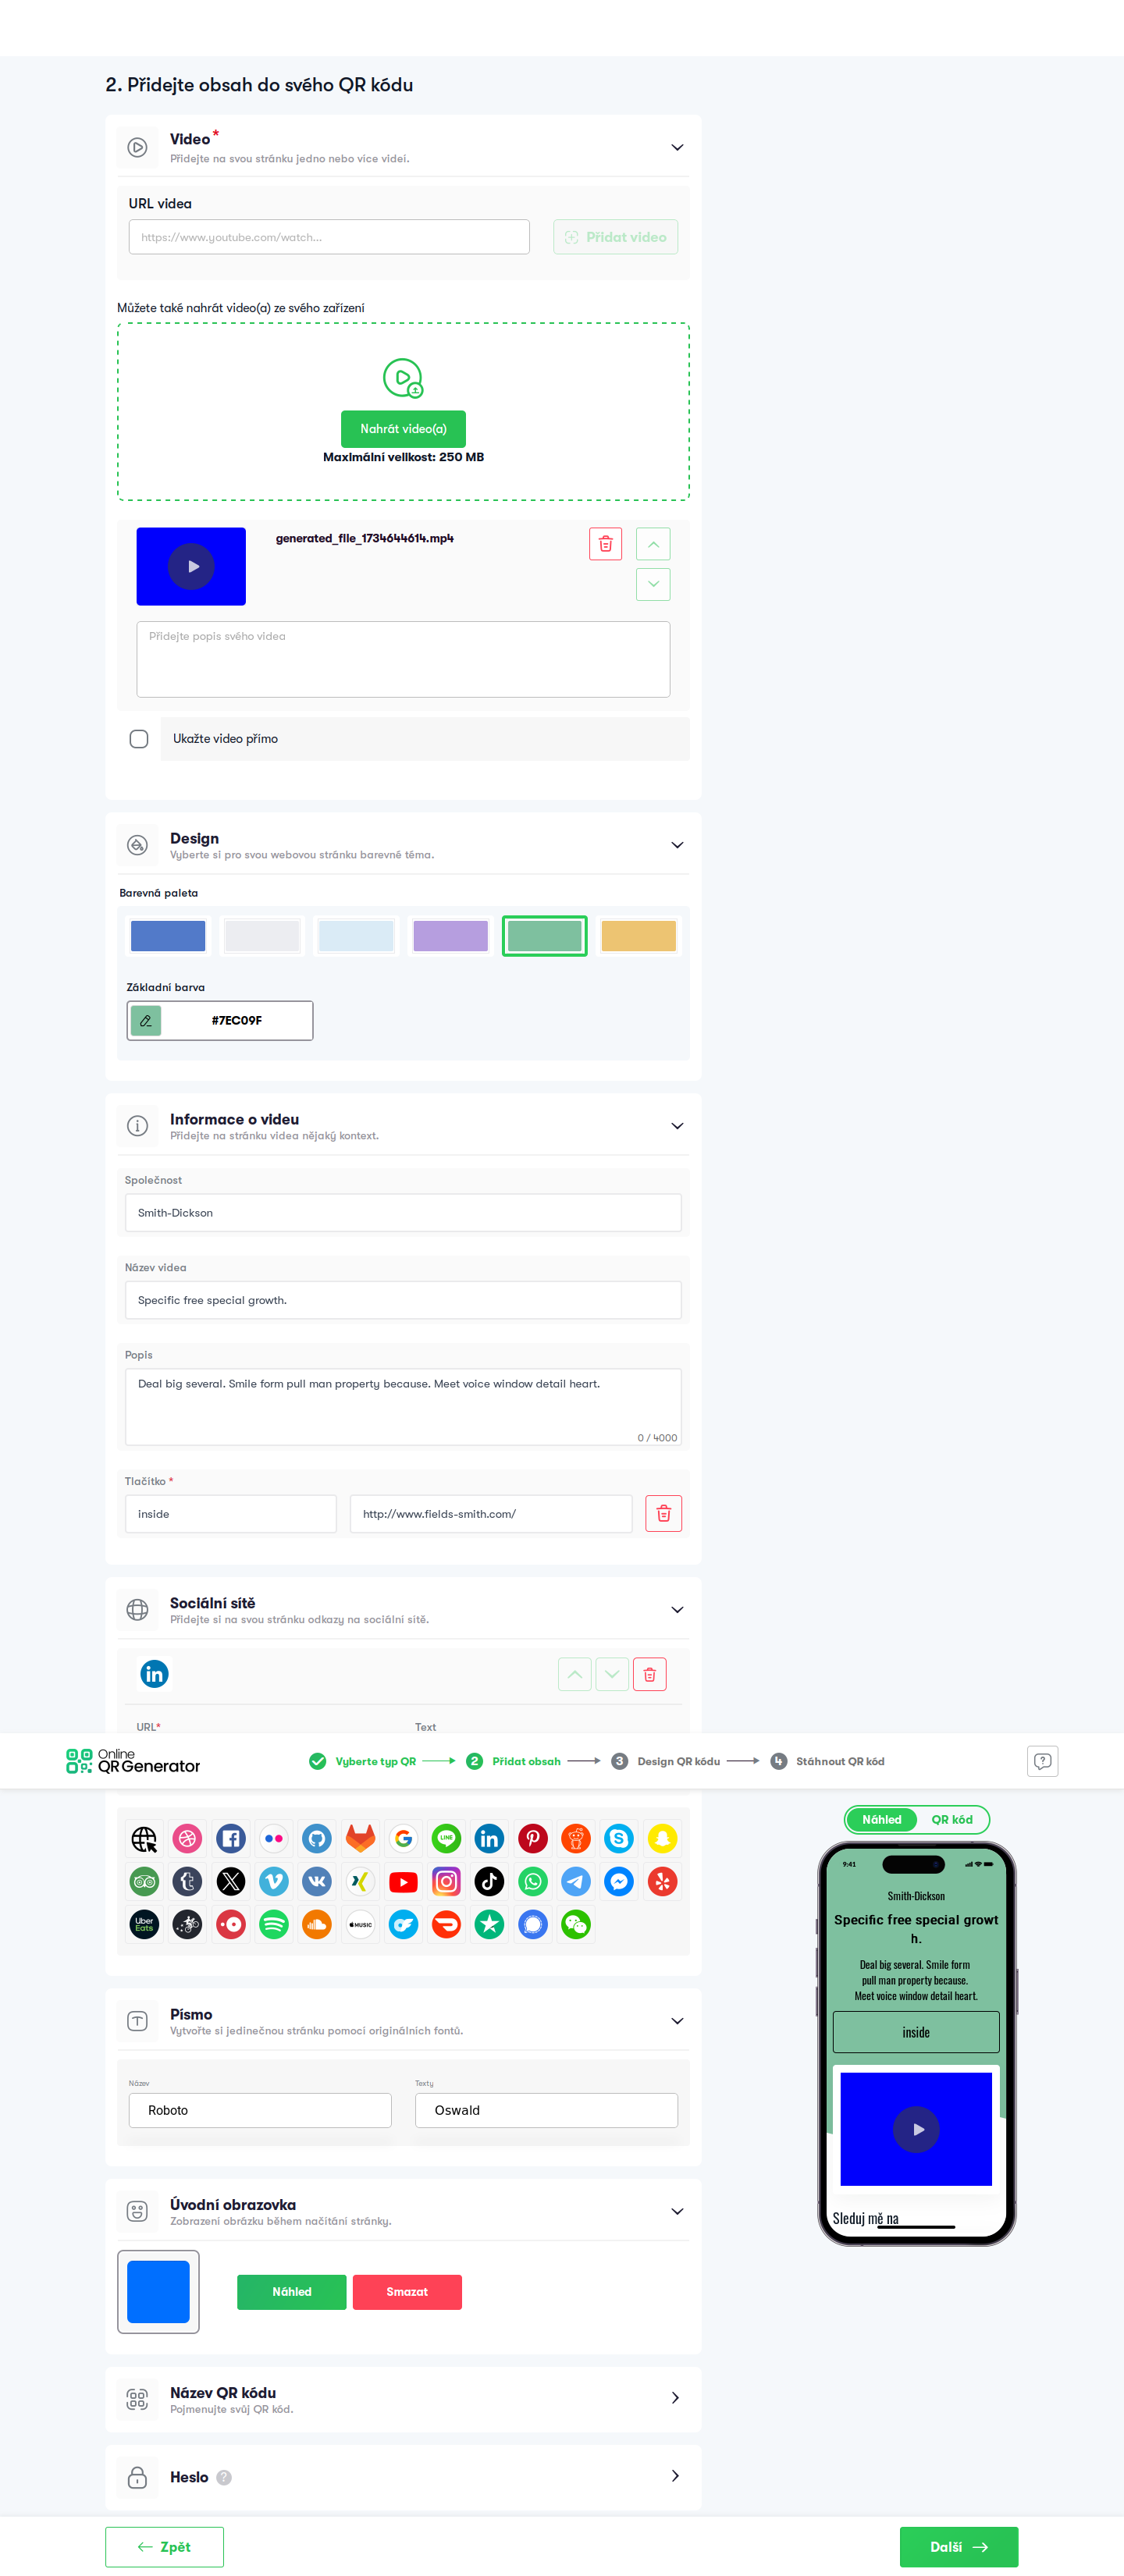 2. Přidejte obsah do svého QR kódu
Video*
Přidejte na svou stránku jedno nebo více videí.
URL videa
https://www.youtube.com/watch...
Přidat video
Můžete také nahrát video(a) ze svého zařízení
Nahrát video(a)
Maximální velikost: 250 MB
generated_file_1734644614.mp4
Přidejte popis svého videa
Ukažte video přímo
Design
Vyberte si pro svou webovou stránku barevné téma.
Barevná paleta
Základní barva
#7EC09F
Informace o videu
Přidejte na stránku videa nějaký kontext.
Společnost
Smith-Dickson
Název videa
Specific free special growth.
Popis
Deal big several. Smile form pull man property because. Meet voice window detail heart.
0 / 4000
Tlačítko *
inside
http://www.fields-smith.com/
Sociální sítě
Přidejte si na svou stránku odkazy na sociální sítě.
in
URL*
Text
Online
QR Generator
Vyberte typ QR
2 Přidat obsah
3 Design QR kódu
4 Stáhnout QR kód
LINE
in
Uber
Eats
MUSIC
Náhled
QR kód
9:41
Smith-Dickson
Specific free special growt
h.
Deal big several. Smile form
pull man property because.
Meet voice window detail heart.
inside
Sleduj mě na
Písmo
Vytvořte si jedinečnou stránku pomocí originálních fontů.
Název
Texty
Roboto
Oswald
Úvodní obrazovka
Zobrazení obrázku během načítání stránky.
Náhled
Smazat
Název QR kódu
Pojmenujte svůj QR kód.
Heslo ?
Zpět
Další